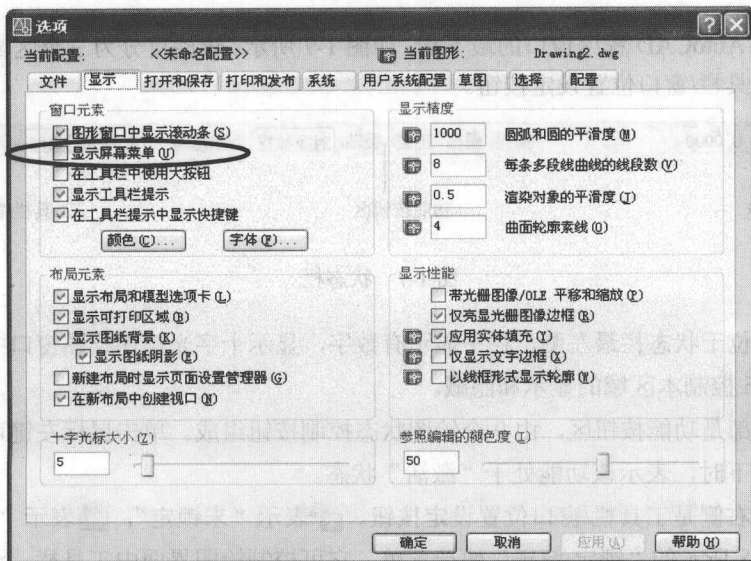 选项
当前配置: <<未命名配置>> 当前图形: Drawing2.dwg
文件 显示 打开和保存 打印和发布 系统 用户系统配置 草图 选择 配置
窗口元素
图形窗口中显示滚动条(S)
显示屏幕菜单(U)
在工具栏中使用大按钮
显示工具栏提示
在工具栏提示中显示快捷键
颜色(C)... 字体(F)...
显示精度
1000 圆弧和圆的平滑度(M)
8 每条多段线曲线的线段数(V)
0.5 渲染对象的平滑度(J)
4 曲面轮廓素线(O)
布局元素
显示布局和模型选项卡(L)
显示可打印区域(B)
显示图纸背景(K)
显示图纸阴影(E)
新建布局时显示页面设置管理器(G)
在新布局中创建视口(N)
显示性能
带光栅图像/OLE 平移和缩放(P)
仅亮显光栅图像边框(R)
应用实体填充(Y)
仅显示文字边框(X)
以线框形式显示轮廓(W)
十字光标大小(Z)
5
参照编辑的褪色度(I)
50
确定 取消 应用(A) 帮助(H)